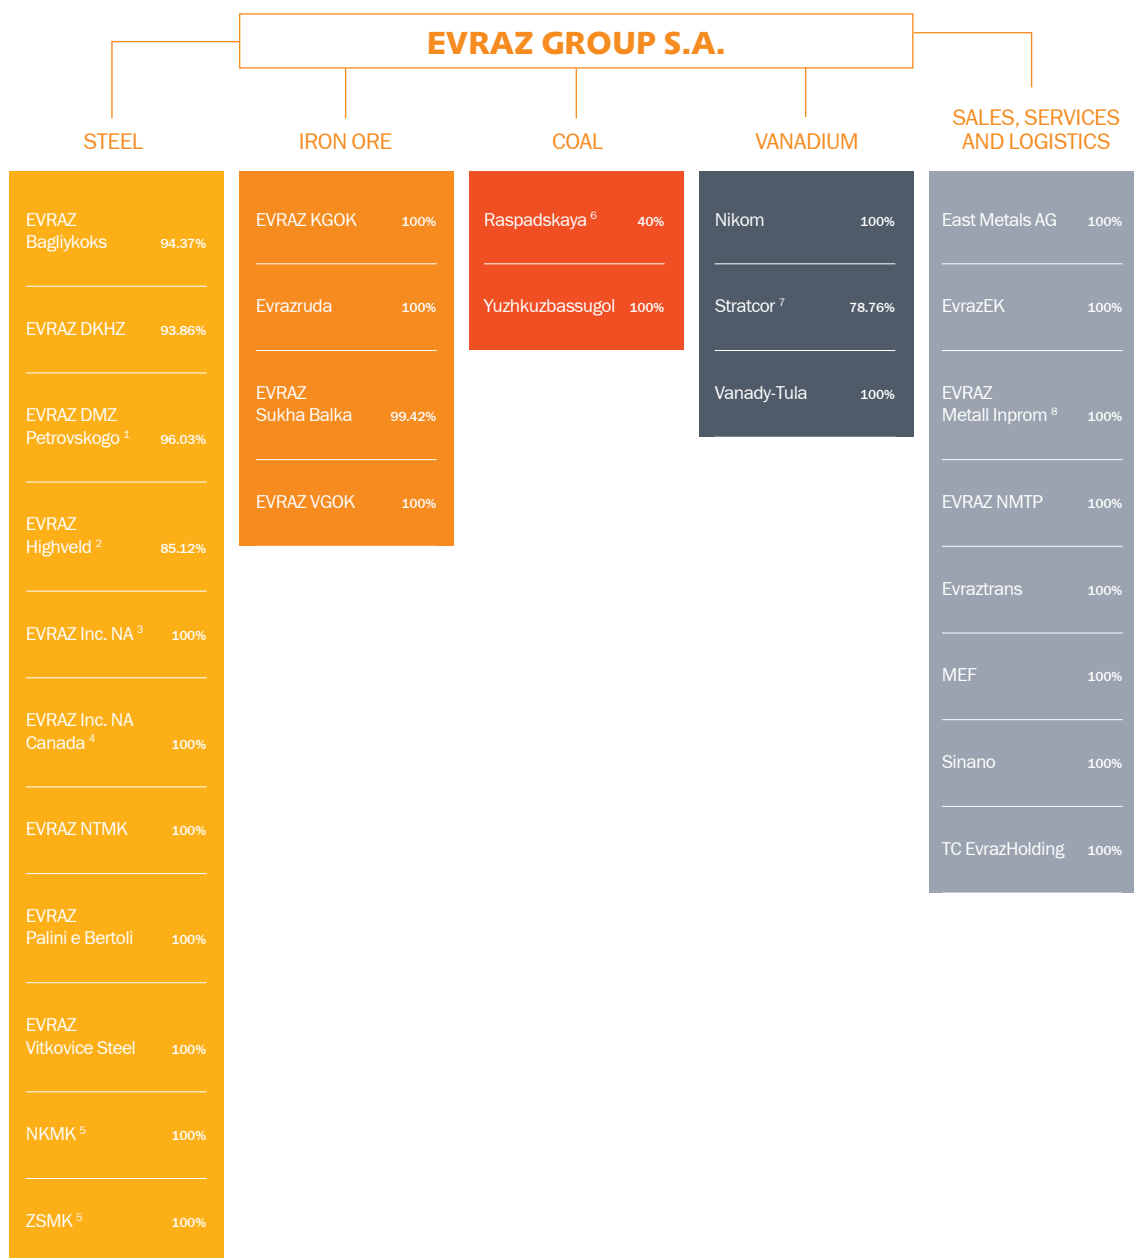 EVRAZ GROUP S.A.
STEEL
EVRAZ
Bagliykoks 94.37%
EVRAZ DKHZ 93.86%
EVRAZ DMZ
Petrovskogo 1 96.03%
EVRAZ
Highveld 2 85.12%
EVRAZ Inc. NA 3 100%
EVRAZ Inc. NA
Canada 4 100%
EVRAZ NTMK 100%
EVRAZ
Palini e Bertoli 100%
EVRAZ
Vitkovice Steel 100%
NKMK 5 100%
ZSMK 5 100%
IRON ORE
EVRAZ KGOK 100%
Evrazruda 100%
EVRAZ
Sukha Balka 99.42%
EVRAZ VGOK 100%
COAL
Raspadskaya 6 40%
Yuzhkuzbassugol 100%
VANADIUM
Nikom 100%
Stratcor 7 78.76%
Vanady-Tula 100%
SALES, SERVICES
AND LOGISTICS
East Metals AG 100%
EvrazEK 100%
EVRAZ
Metall Inprom 8 100%
EVRAZ NMTP 100%
Evraztrans 100%
MEF 100%
Sinano 100%
TC EvrazHolding 100%